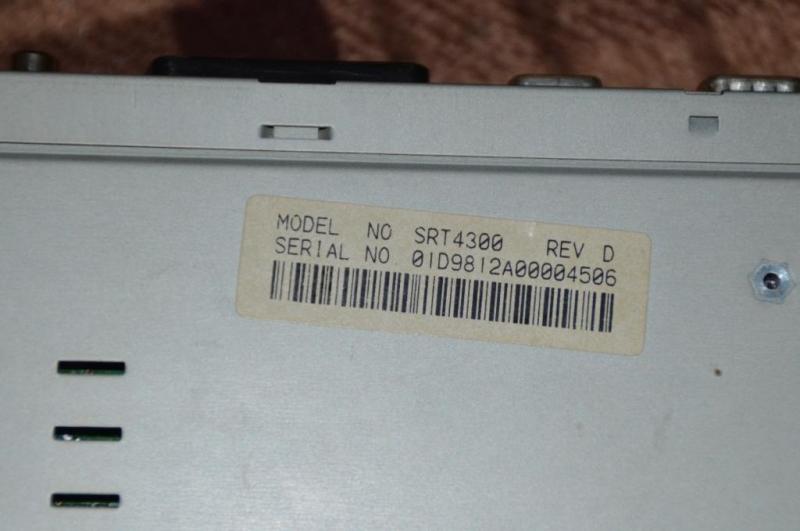 MODEL NO SRT4300 REV D
SERIAL NO 01D9812A00004506